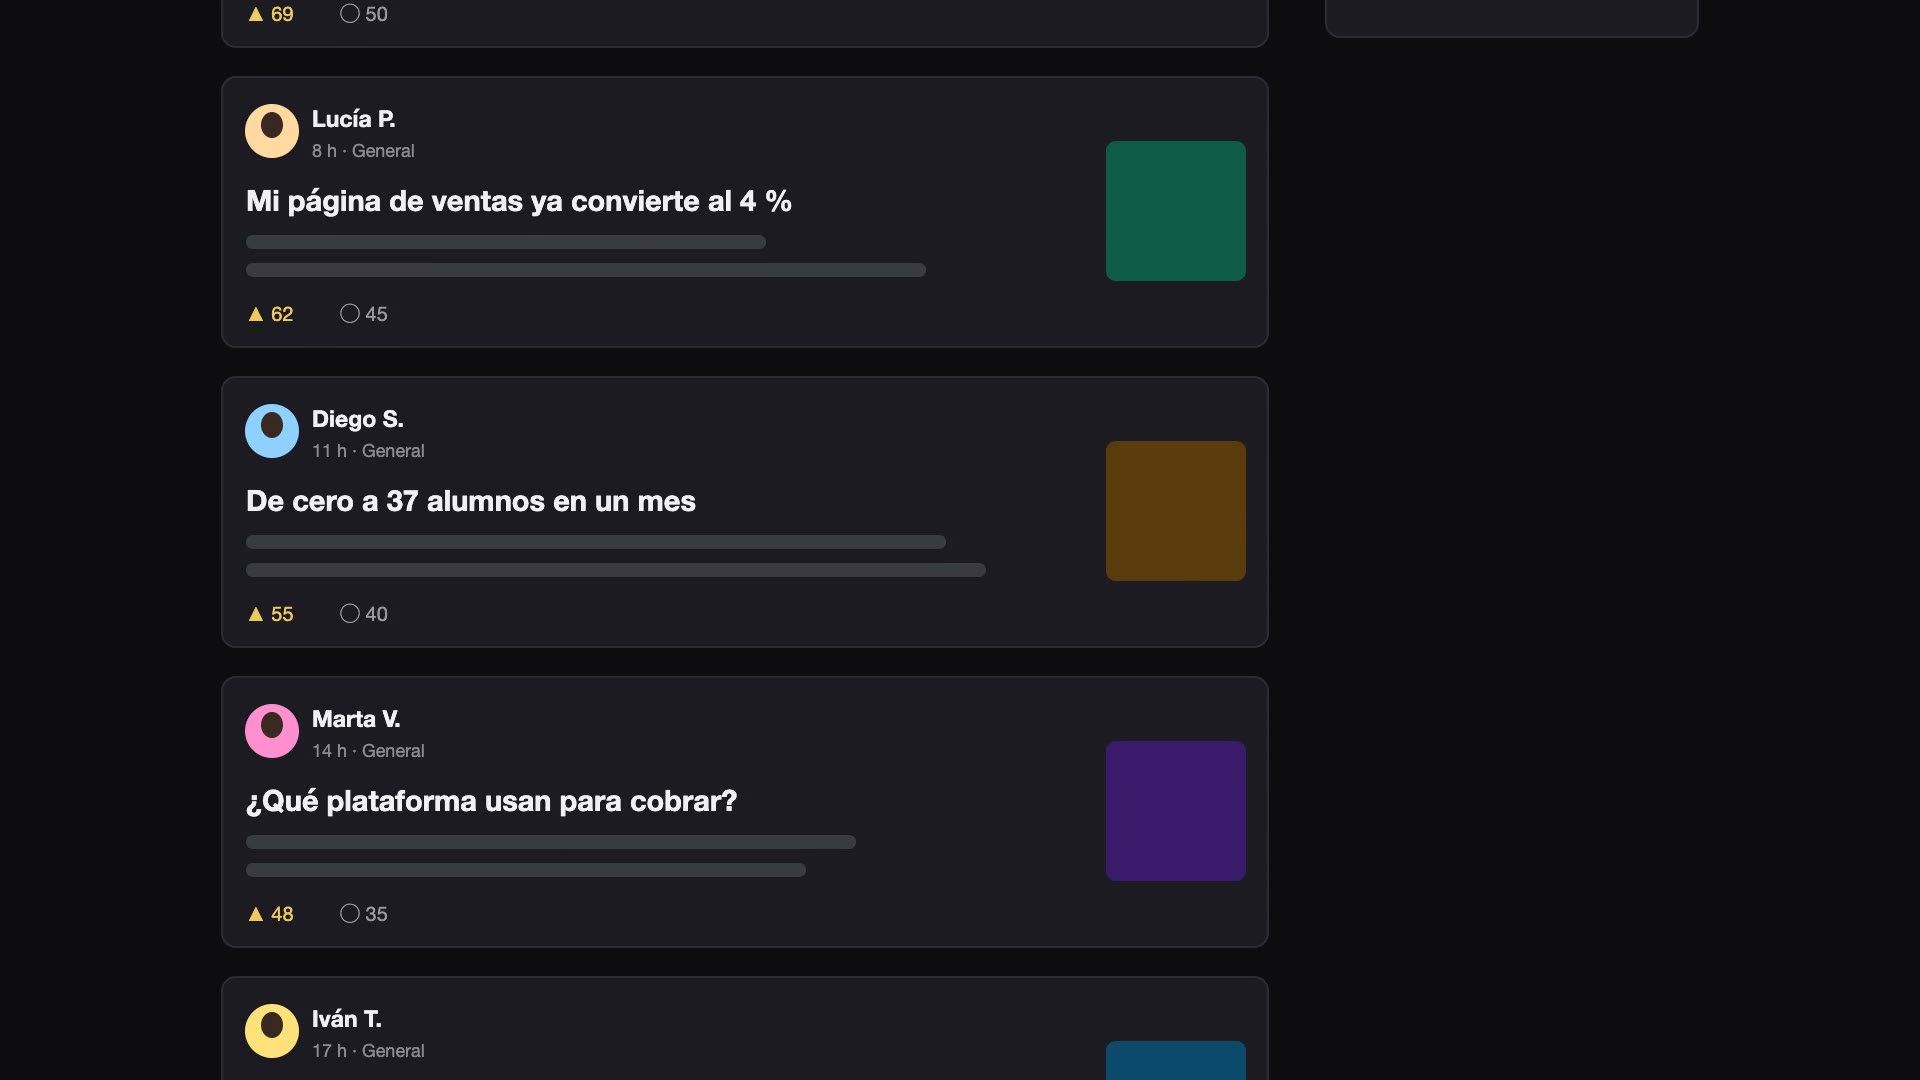 ▲ 69 ◯ 50
Lucía P.
8 h · General
Mi página de ventas ya convierte al 4 %
▲ 62 ◯ 45
Diego S.
11 h · General
De cero a 37 alumnos en un mes
▲ 55 ◯ 40
Marta V.
14 h · General
¿Qué plataforma usan para cobrar?
▲ 48 ◯ 35
Iván T.
17 h · General